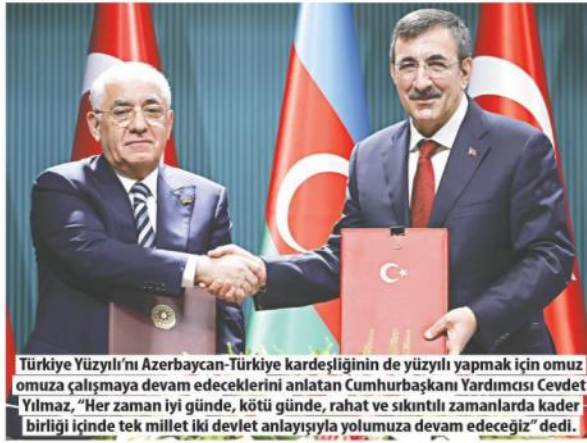 Türkiye Yüzyılı'nı Azerbaycan-Türkiye kardeşliğinin de yüzyılı yapmak için omuz
omuza çalışmaya devam edeceklerini anlatan Cumhurbaşkanı Yardımcısı Cevdet
Yılmaz, “Her zaman iyi günde, kötü günde, rahat ve sıkıntılı zamanlarda kader
birliği içinde tek millet iki devlet anlayışıyla yolumuza devam edeceğiz” dedi.